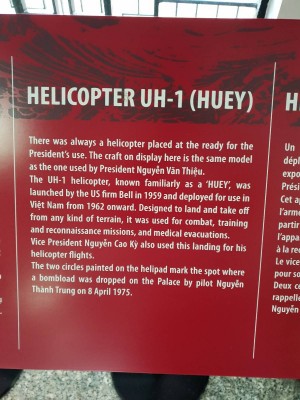 HELICOPTER UH-1 (HUEY)
There was always a helicopter placed at the ready for the
President's use. The craft on display here is the same model
as the one used by President Nguyễn Văn Thiệu.
The UH-1 helicopter, known familiarly as a 'HUEY', was
launched by the US firm Bell in 1959 and deployed for use in
Việt Nam from 1962 onward. Designed to land and take off
from any kind of terrain, it was used for combat, training
and reconnaissance missions, and medical evacuations.
Vice President Nguyễn Cao Kỳ also used this landing for his
helicopter flights.
The two circles painted on the helipad mark the spot where
a bombload was dropped on the Palace by pilot Nguyễn
Thành Trung on 8 April 1975.
H
Un
Prési
Cet a
l'arm
partir
l'appa
à la re
Le vice
pour so
Deux ce
rappelle
Nguyễn